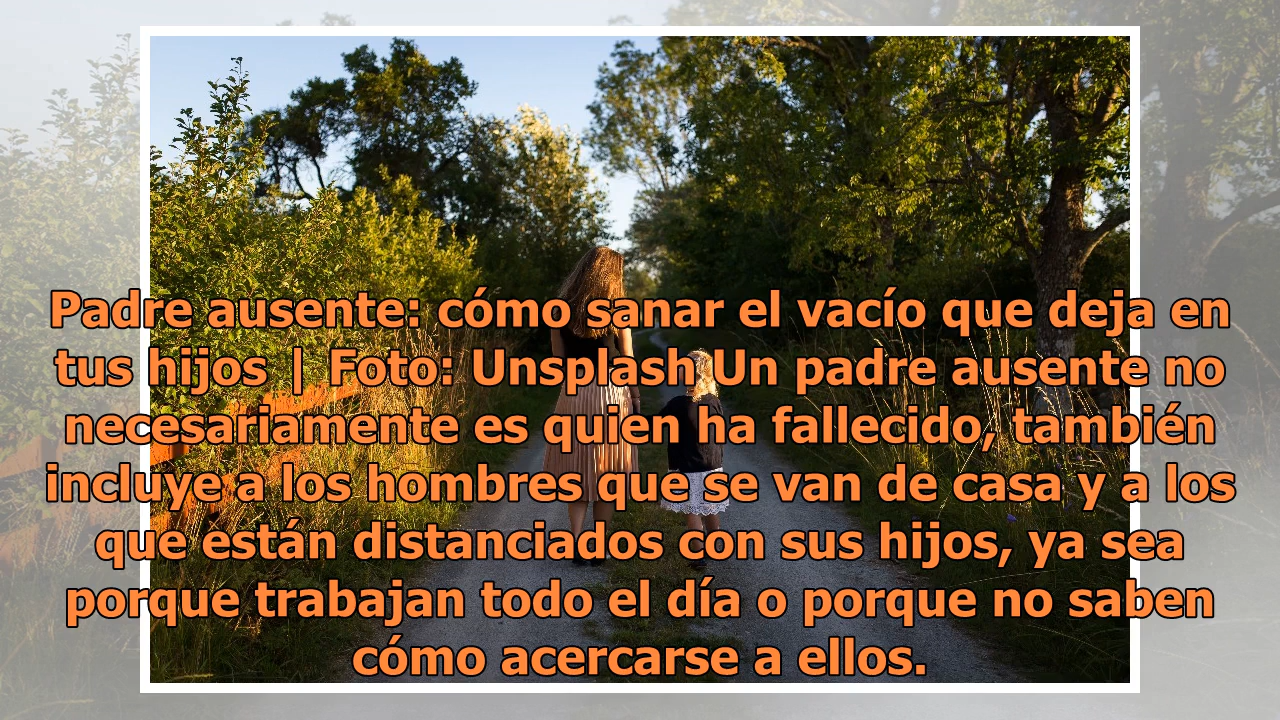 Padre ausente: cómo sanar el vacío que deja en
tus hijos | Foto: Unsplash Un padre ausente no
necesariamente es quien ha fallecido, también
incluye a los hombres que se van de casa y a los
que están distanciados con sus hijos, ya sea
porque trabajan todo el día o porque no saben
cómo acercarse a ellos.